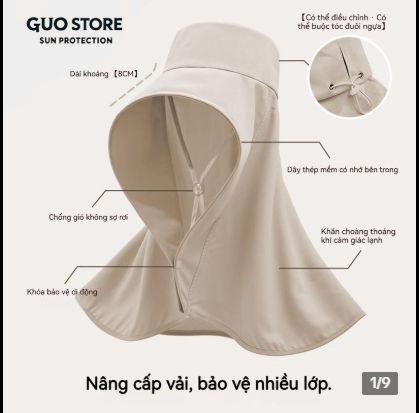 GUO STORE
SUN PROTECTION
【Có thể điều chỉnh · Có
thể buộc tóc đuôi ngựa】
Dài khoảng 【8CM】
Dây thép mềm có nhớ bên trong
Chống gió không sợ rơi
Khăn choàng thoáng
khí cảm giác lạnh
Khóa bảo vệ di động
Nâng cấp vải, bảo vệ nhiều lớp.
1/9